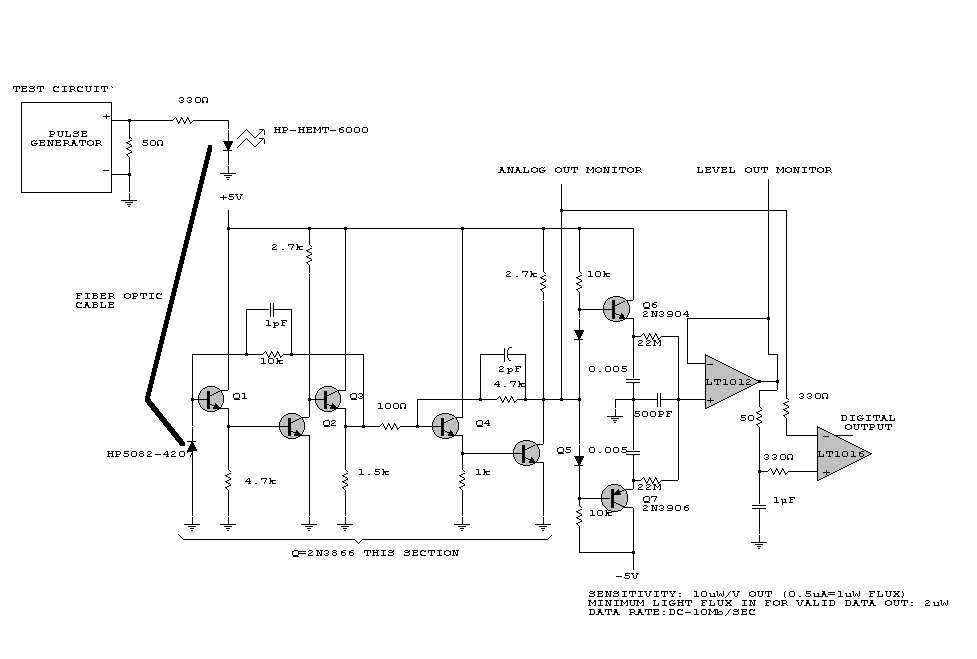 TEST CIRCUIT`
330Ω
HP-HEMT-6000
PULSE
GENERATOR
+
50Ω
−
ANALOG OUT MONITOR
LEVEL OUT MONITOR
+5V
2.7k
2.7k
10k
FIBER OPTIC
CABLE
1pF
Q6
2N3904
10k
22M
2pF
0.005
4.7k
LT1012
−
+
Q1
Q2
Q3
100Ω
Q4
500PF
50
330Ω
DIGITAL
OUTPUT
HP5082-420
Q5
0.005
LT1016
−
+
330Ω
4.7k
1.5k
1k
22M
Q7
2N3906
10k
1µF
Q=2N3866 THIS SECTION
-5V
SENSITIVITY: 10uW/V OUT (0.5uA=1uW FLUX)
MINIMUM LIGHT FLUX IN FOR VALID DATA OUT: 2uW
DATA RATE:DC-10Mb/SEC